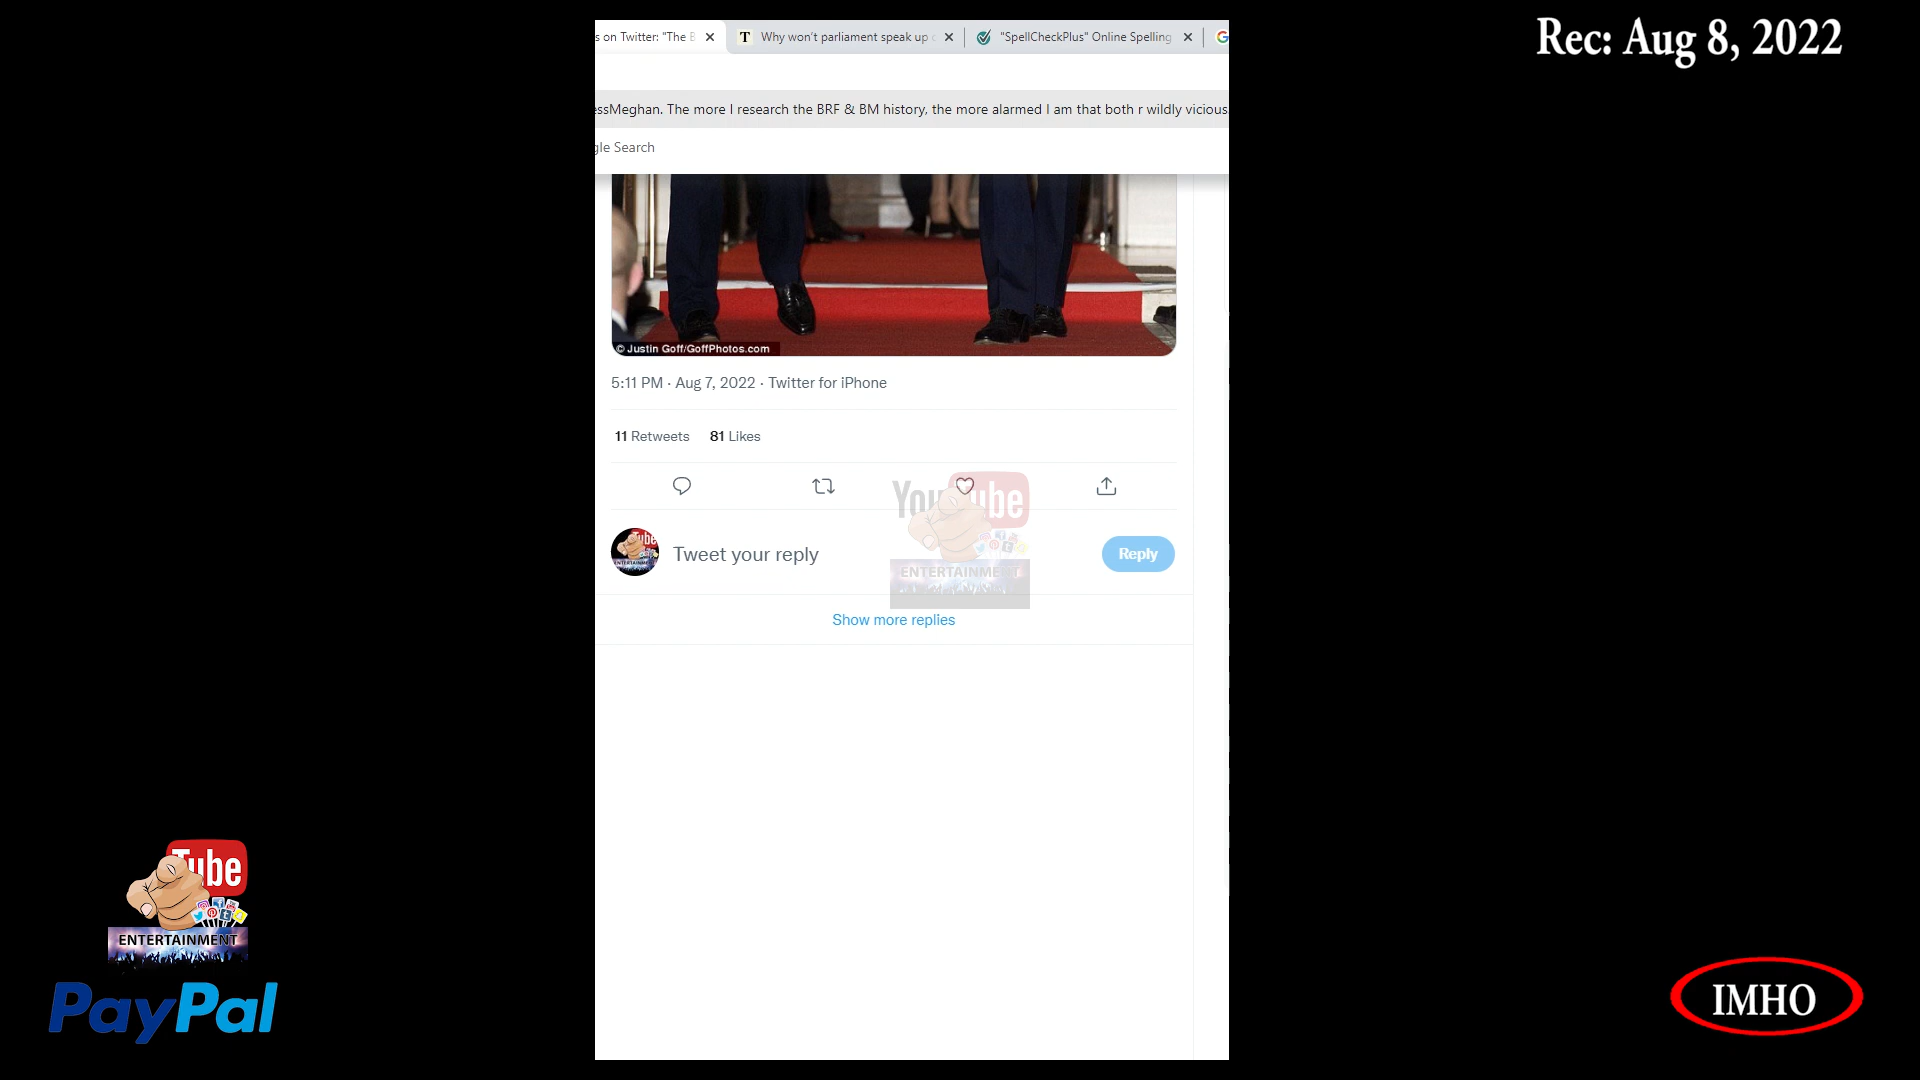 Rec: Aug 8, 2022
s on Twitter: "The B
T Why won't parliament speak up
"SpellCheckPlus" Online Spelling
essMeghan. The more I research the BRF & BM history, the more alarmed I am that both r wildly vicious
gle Search
© Justin Goff/GoffPhotos.com
5:11 PM · Aug 7, 2022 · Twitter for iPhone
11 Retweets 81 Likes
YouTube
ENTERTAINMENT
Tweet your reply
Reply
Show more replies
Tube
ENTERTAINMENT
PayPal
IMHO